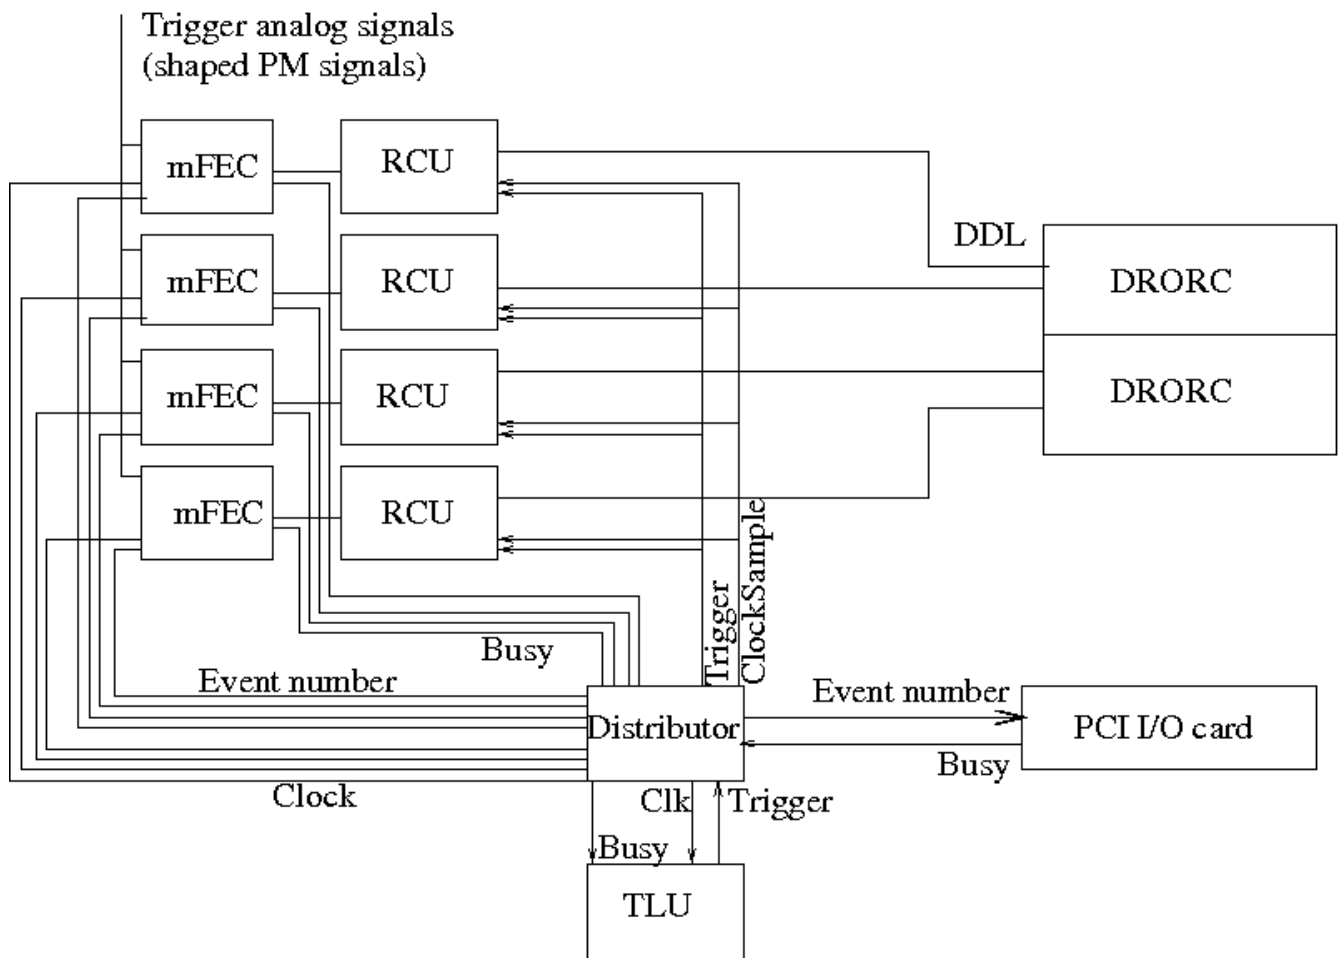 Trigger analog signals
(shaped PM signals)
mFEC
RCU
DDL
mFEC
RCU
DRORC
mFEC
RCU
DRORC
mFEC
RCU
Trigger
ClockSample
Busy
Event number
Distributor
Event number
PCI I/O card
Busy
Clock
Clk
Trigger
Busy
TLU